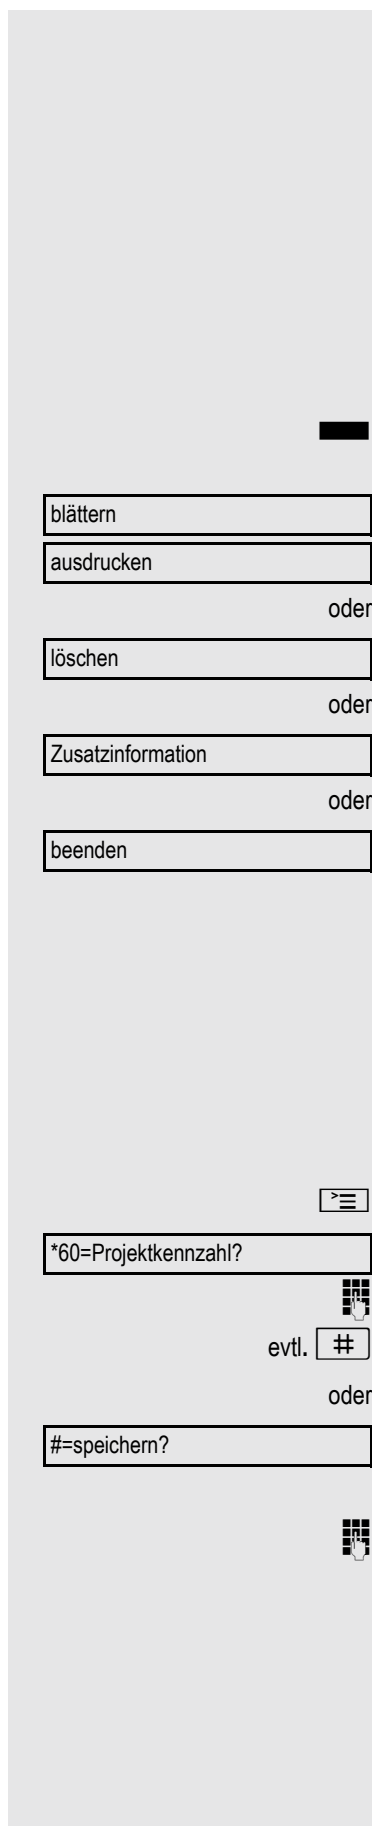 blättern
ausdrucken
oder
löschen
oder
Zusatzinformation
oder
beenden
*60=Projektkennzahl?
evtl. #
oder
#=speichern?